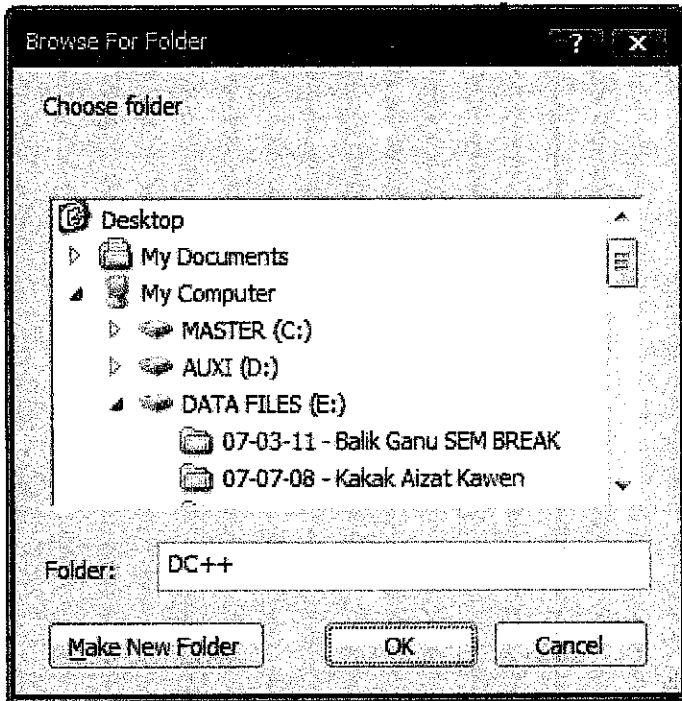 Browse For Folder ? X
Choose folder
Desktop
My Documents
My Computer
MASTER (C:)
AUXI (D:)
DATA FILES (E:)
07-03-11 - Balik Ganu SEM BREAK
07-07-08 - Kakak Aizat Kawen
Folder: DC++
Make New Folder OK Cancel